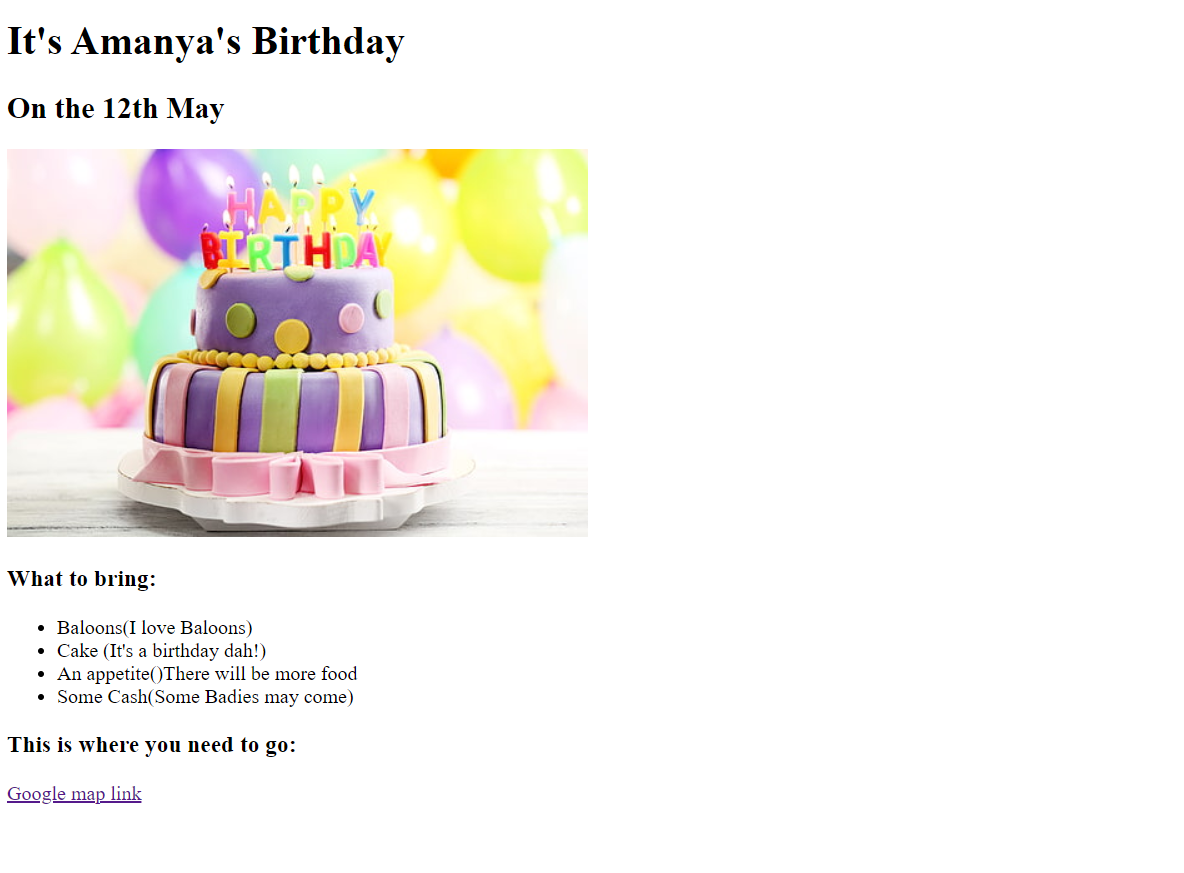 It's Amanya's Birthday
On the 12th May
HAPPY
BIRTHDAY
What to bring:
Baloons(I love Baloons)
Cake (It's a birthday dah!)
An appetite()There will be more food
Some Cash(Some Badies may come)
This is where you need to go:
Google map link